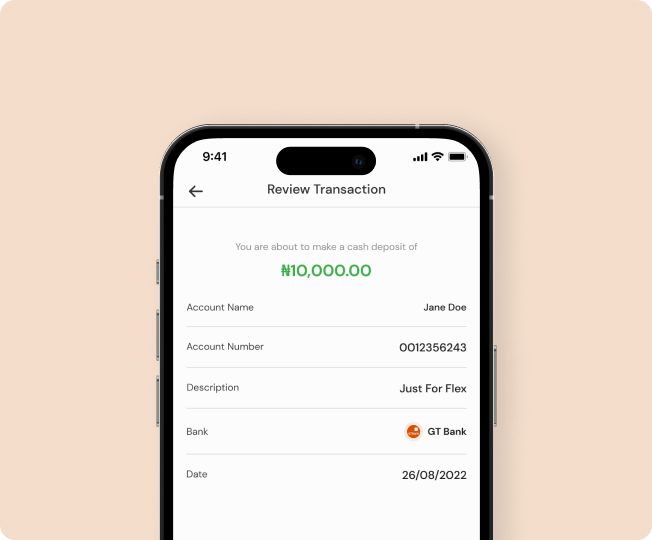 9:41
Review Transaction
You are about to make a cash deposit of
₦10,000.00
Account Name Jane Doe
Account Number 0012356243
Description Just For Flex
Bank GT Bank
Date 26/08/2022